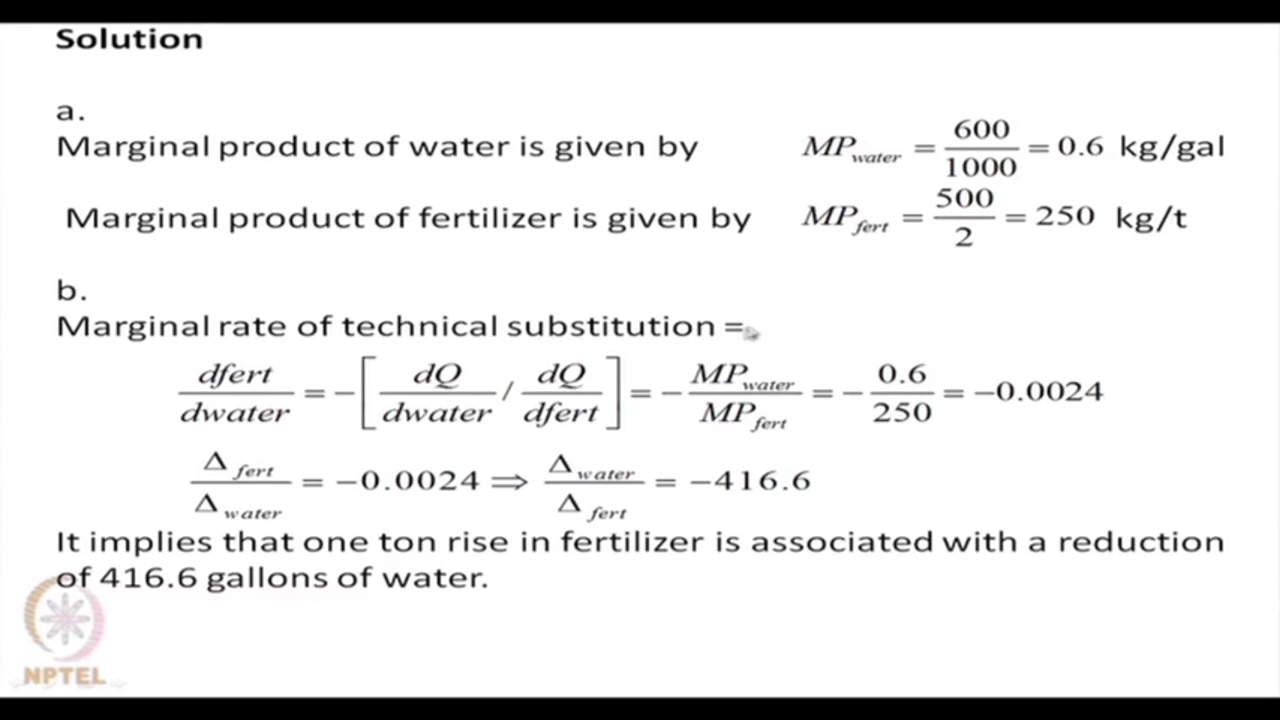 Solution
a.
Marginal product of water is given by MP_water = 600/1000 = 0.6 kg/gal
Marginal product of fertilizer is given by MP_fert = 500/2 = 250 kg/t
b.
Marginal rate of technical substitution =
dfert/dwater = −[dQ/dwater / dQ/dfert] = −MP_water/MP_fert = −0.6/250 = −0.0024
Δ_fert/Δ_water = −0.0024 ⇒ Δ_water/Δ_fert = −416.6
It implies that one ton rise in fertilizer is associated with a reduction
of 416.6 gallons of water.
NPTEL